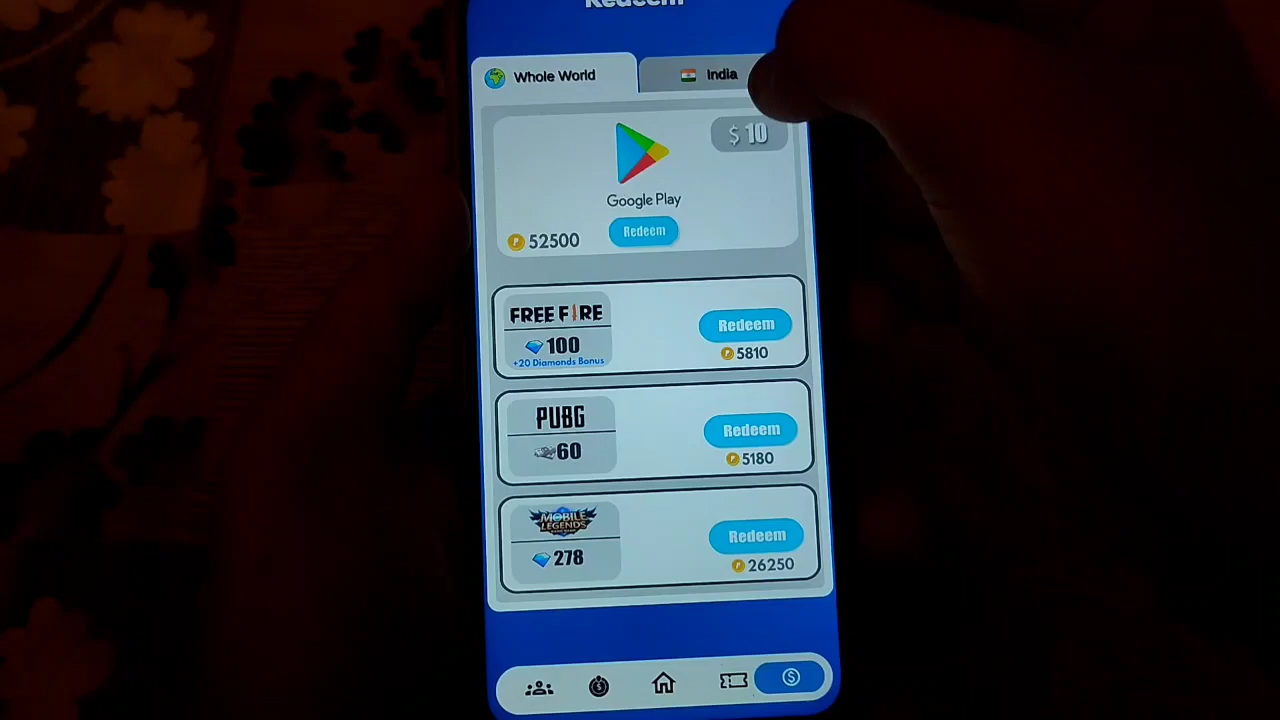 Redeem
Whole World
India
$ 10
Google Play
52500
Redeem
FREE FIRE
100
+20 Diamonds Bonus
Redeem
5810
PUBG
60
Redeem
5180
MOBILE
LEGENDS
278
Redeem
26250